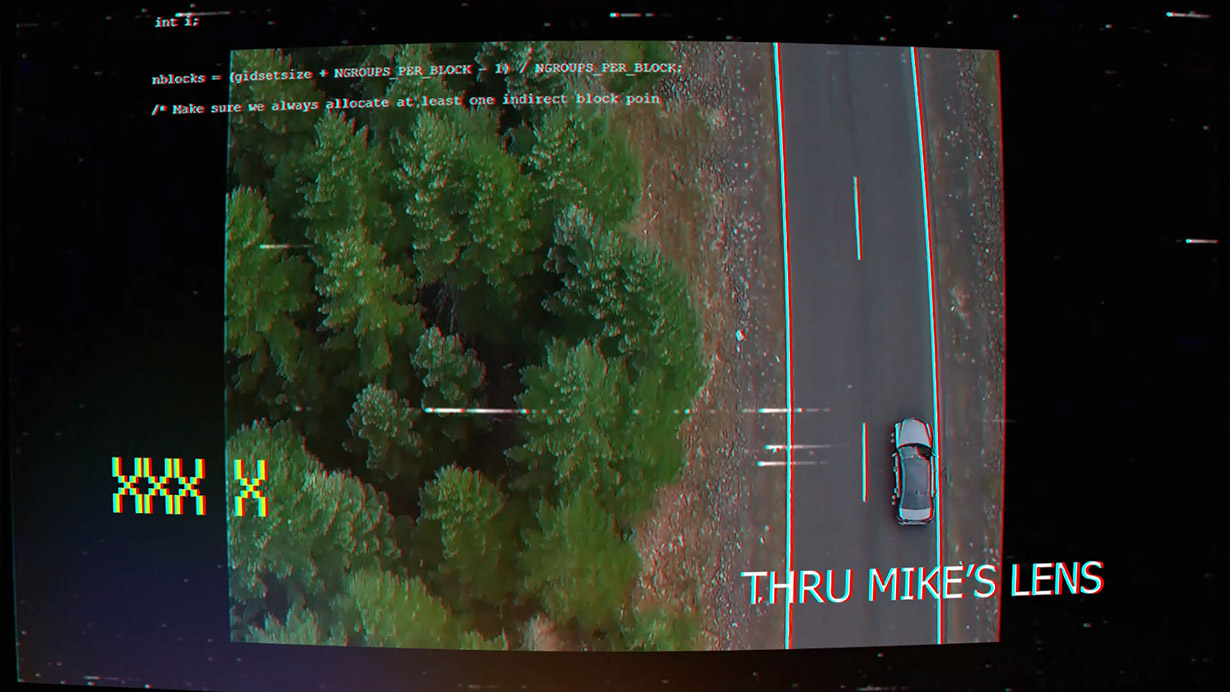 int i;
nblocks = (gidsetsize + NGROUPS_PER_BLOCK - 1) / NGROUPS_PER_BLOCK;
/* Make sure we always allocate at least one indirect block poin
XXX X
THRU MIKE'S LENS